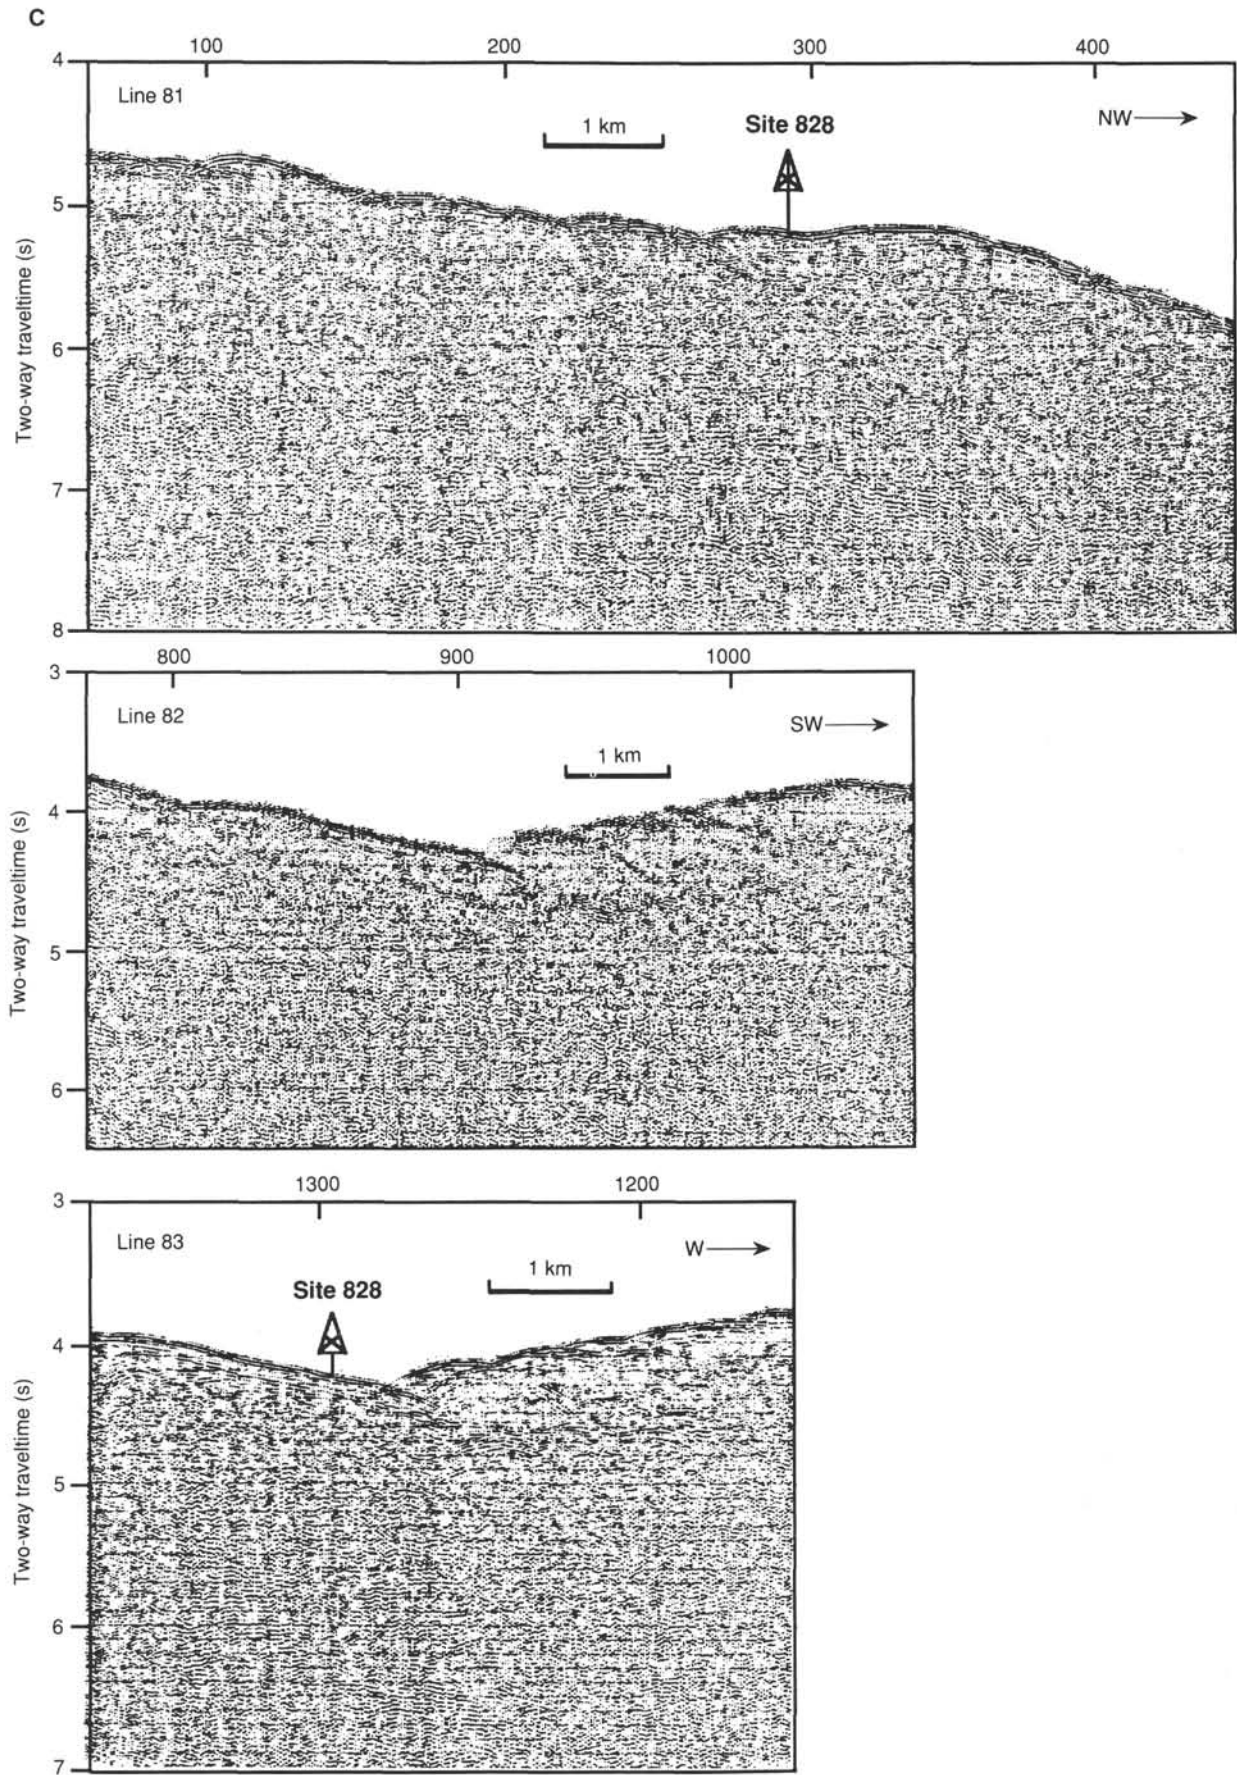 C
100 200 300 400
4
Line 81
1 km
Site 828
NW
5
6
7
8
Two-way traveltime (s)
800 900 1000
3
Line 82
SW
1 km
4
5
6
Two-way traveltime (s)
1300 1200
3
Line 83
W
1 km
Site 828
4
5
6
7
Two-way traveltime (s)